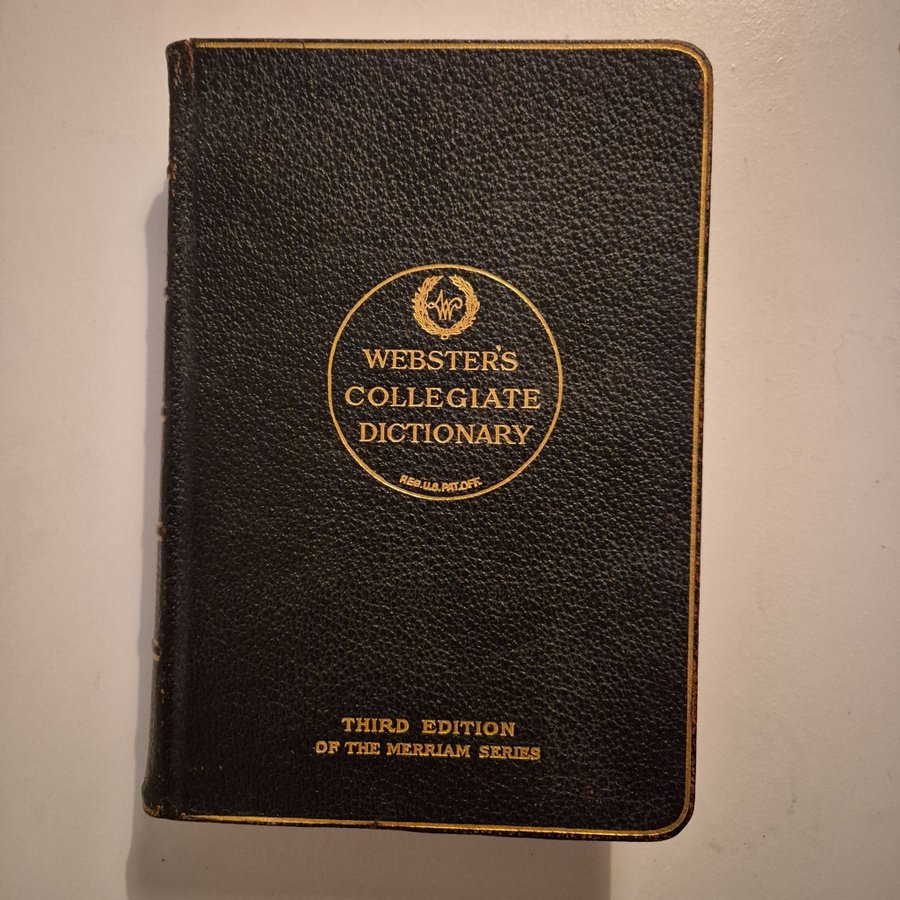 W
WEBSTER'S
COLLEGIATE
DICTIONARY
REG. U.S. PAT. OFF.
THIRD EDITION
OF THE MERRIAM SERIES